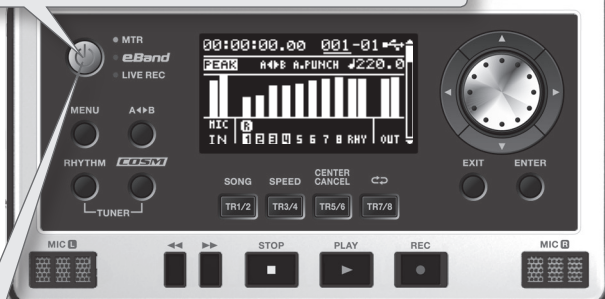 MTR
eBand
LIVE REC
00:00:00.00 001-01
PEAK A◄►B A.PUNCH ♩220.0
MIC R
IN 1 2 3 4 5 6 7 8 RHY OUT
MENU A◄►B
RHYTHM COSM
TUNER
SONG SPEED CENTER CANCEL
TR1/2 TR3/4 TR5/6 TR7/8
EXIT ENTER
MIC L
STOP PLAY REC
MIC R